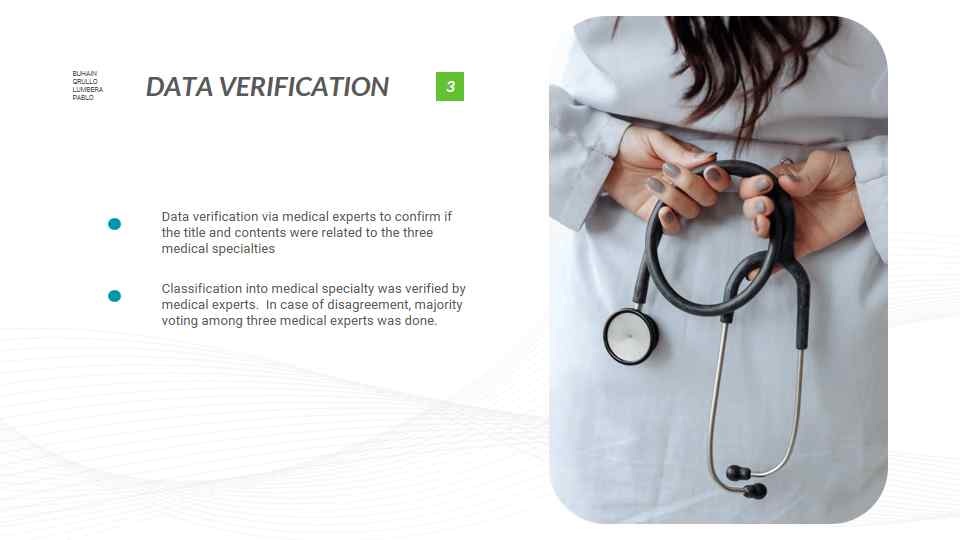 BUHAIN
GRULLO
LUMBERA
PABLO
DATA VERIFICATION
3
Data verification via medical experts to confirm if
the title and contents were related to the three
medical specialties
Classification into medical specialty was verified by
medical experts.  In case of disagreement, majority
voting among three medical experts was done.